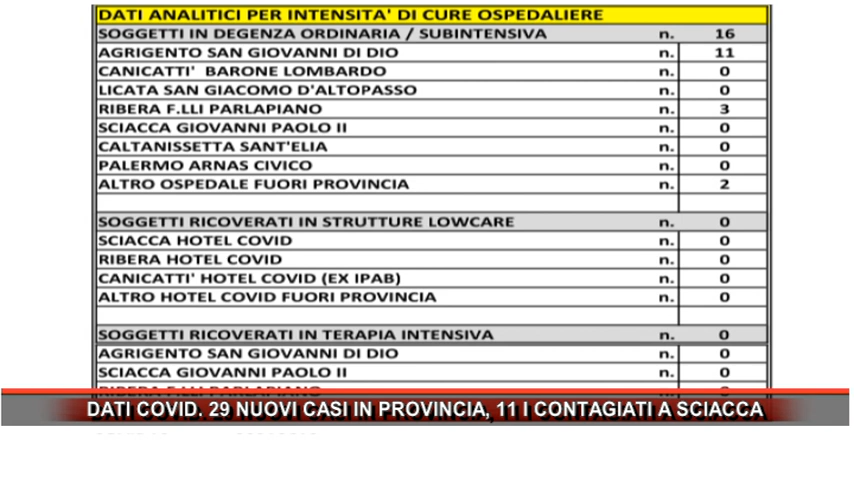 DATI ANALITICI PER INTENSITA' DI CURE OSPEDALIERE
SOGGETTI IN DEGENZA ORDINARIA / SUBINTENSIVA n. 16
AGRIGENTO SAN GIOVANNI DI DIO n. 11
CANICATTI' BARONE LOMBARDO n. 0
LICATA SAN GIACOMO D'ALTOPASSO n. 0
RIBERA F.LLI PARLAPIANO n. 3
SCIACCA GIOVANNI PAOLO II n. 0
CALTANISSETTA SANT'ELIA n. 0
PALERMO ARNAS CIVICO n. 0
ALTRO OSPEDALE FUORI PROVINCIA n. 2
SOGGETTI RICOVERATI IN STRUTTURE LOWCARE n. 0
SCIACCA HOTEL COVID n. 0
RIBERA HOTEL COVID n. 0
CANICATTI' HOTEL COVID (EX IPAB) n. 0
ALTRO HOTEL COVID FUORI PROVINCIA n. 0
SOGGETTI RICOVERATI IN TERAPIA INTENSIVA n. 0
AGRIGENTO SAN GIOVANNI DI DIO n. 0
SCIACCA GIOVANNI PAOLO II n. 0
RIBERA F.LLI PARLAPIANO n.
DATI COVID. 29 NUOVI CASI IN PROVINCIA, 11 I CONTAGIATI A SCIACCA